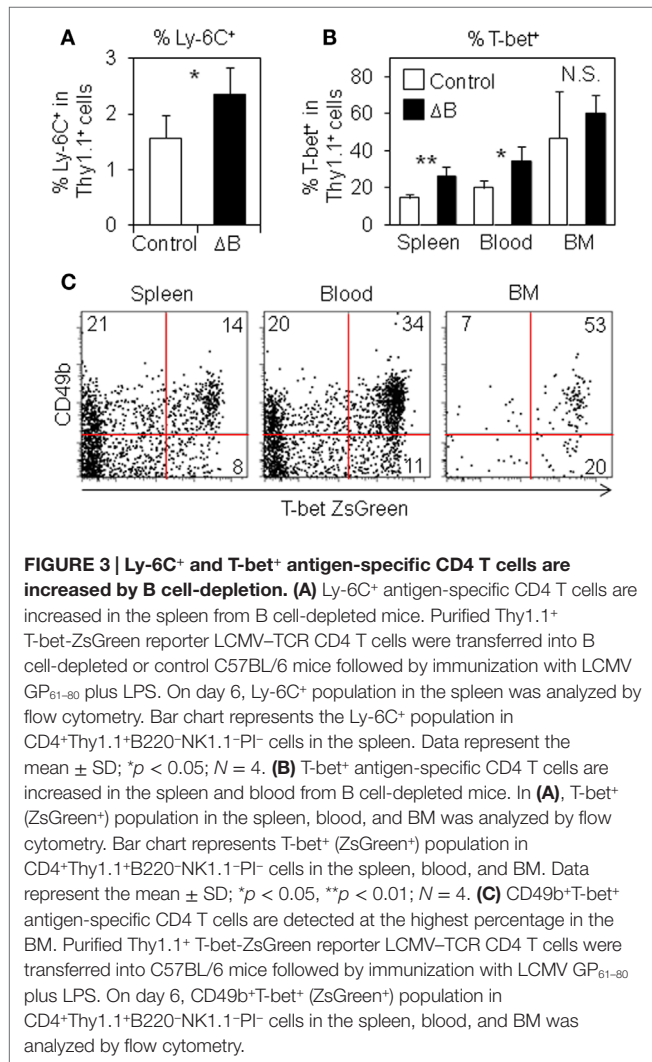 A
% Ly-6C⁺
% Ly-6C⁺ in
Thy1.1⁺ cells
3
2
1
0
*
Control
ΔB
B
% T-bet⁺
% T-bet⁺ in
Thy1.1⁺ cells
80
60
40
20
0
Control
ΔB
N.S.
**
*
Spleen Blood BM
C
Spleen Blood BM
CD49b
21 14
8
20 34
11
7 53
20
T-bet ZsGreen
FIGURE 3 | Ly-6C⁺ and T-bet⁺ antigen-specific CD4 T cells are
increased by B cell-depletion. (A) Ly-6C⁺ antigen-specific CD4 T cells are
increased in the spleen from B cell-depleted mice. Purified Thy1.1⁺
T-bet-ZsGreen reporter LCMV–TCR CD4 T cells were transferred into B
cell-depleted or control C57BL/6 mice followed by immunization with LCMV
GP₆₁₋₈₀ plus LPS. On day 6, Ly-6C⁺ population in the spleen was analyzed by
flow cytometry. Bar chart represents the Ly-6C⁺ population in
CD4⁺Thy1.1⁺B220⁻NK1.1⁻PI⁻ cells in the spleen. Data represent the
mean ± SD; *p < 0.05; N = 4. (B) T-bet⁺ antigen-specific CD4 T cells are
increased in the spleen and blood from B cell-depleted mice. In (A), T-bet⁺
(ZsGreen⁺) population in the spleen, blood, and BM was analyzed by flow
cytometry. Bar chart represents T-bet⁺ (ZsGreen⁺) population in
CD4⁺Thy1.1⁺B220⁻NK1.1⁻PI⁻ cells in the spleen, blood, and BM. Data
represent the mean ± SD; *p < 0.05, **p < 0.01; N = 4. (C) CD49b⁺T-bet⁺
antigen-specific CD4 T cells are detected at the highest percentage in the
BM. Purified Thy1.1⁺ T-bet-ZsGreen reporter LCMV–TCR CD4 T cells were
transferred into C57BL/6 mice followed by immunization with LCMV GP₆₁₋₈₀
plus LPS. On day 6, CD49b⁺T-bet⁺ (ZsGreen⁺) population in
CD4⁺Thy1.1⁺B220⁻NK1.1⁻PI⁻ cells in the spleen, blood, and BM was
analyzed by flow cytometry.